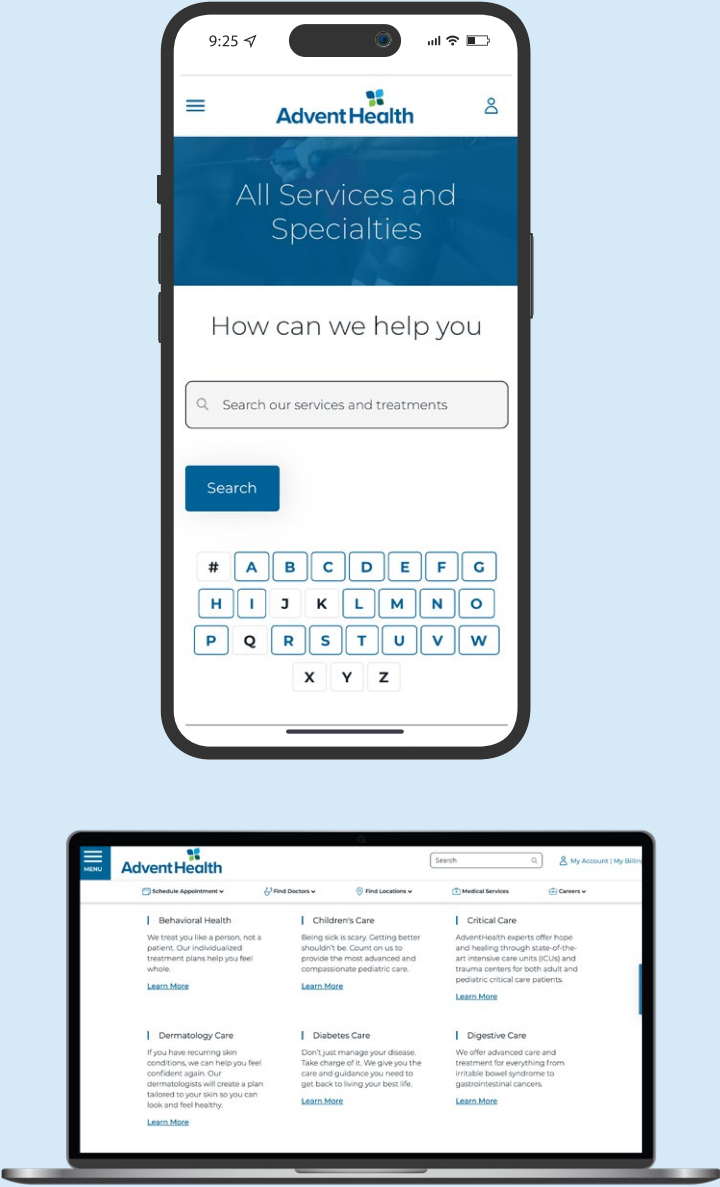 9:25
AdventHealth
All Services and
Specialties
How can we help you
Search our services and treatments
Search
# A B C D E F G
H I J K L M N O
P Q R S T U V W
X Y Z
MENU
AdventHealth
Search
My Account | My Billing
Schedule Appointment
Find Doctors
Find Locations
Medical Services
Careers
Behavioral Health
We treat you like a person, not a
patient. Our individualized
treatment plans help you feel
whole.
Learn More
Children's Care
Being sick is scary. Getting better
shouldn't be. Count on us to
provide the most advanced and
compassionate pediatric care.
Learn More
Critical Care
AdventHealth experts offer hope
and healing through state-of-the-
art intensive care units (ICUs) and
trauma centers for both adult and
pediatric critical care patients.
Learn More
Dermatology Care
If you have recurring skin
conditions, we can help you feel
confident again. Our
dermatologists will create a plan
tailored to your skin so you can
look and feel healthy.
Learn More
Diabetes Care
Don't just manage your disease.
Take charge of it. We give you the
care and guidance you need to
get back to living your best life.
Learn More
Digestive Care
We offer advanced care and
treatment for everything from
irritable bowel syndrome to
gastrointestinal cancers.
Learn More